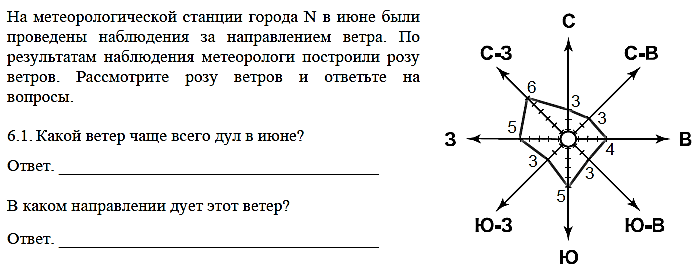 На метеорологической станции города N в июне были
проведены наблюдения за направлением ветра. По
результатам наблюдения метеорологи построили розу
ветров. Рассмотрите розу ветров и ответьте на
вопросы.
6.1. Какой ветер чаще всего дул в июне?
Ответ.
В каком направлении дует этот ветер?
Ответ.
С
С-З
С-В
6
3
3
5
З
В
4
3
3
5
Ю-З
Ю-В
Ю